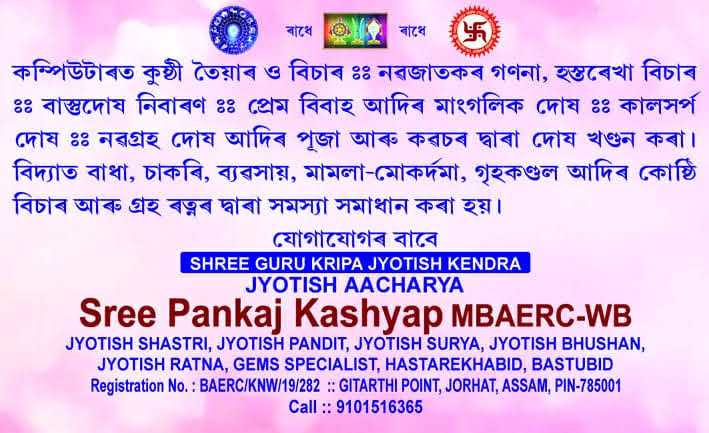 ৰাধে ৰাধে
কম্পিউটাৰত কুষ্ঠী তৈয়াৰ ও বিচাৰ ঃঃ নৱজাতকৰ গণনা, হস্তৰেখা বিচাৰ
ঃঃ বাস্তুদোষ নিবাৰণ ঃঃ প্ৰেম বিবাহ আদিৰ মাংগলিক দোষ ঃঃ কালসৰ্প
দোষ ঃঃ নৱগ্ৰহ দোষ আদিৰ পূজা আৰু কৱচৰ দ্বাৰা দোষ খণ্ডন কৰা।
বিদ্যাত বাধা, চাকৰি, ব্যৱসায়, মামলা-মোকৰ্দমা, গৃহকণ্ডল আদিৰ কোষ্ঠি
বিচাৰ আৰু গ্ৰহ ৰত্নৰ দ্বাৰা সমস্যা সমাধান কৰা হয়।
যোগাযোগৰ বাবে
SHREE GURU KRIPA JYOTISH KENDRA
JYOTISH AACHARYA
Sree Pankaj Kashyap MBAERC-WB
JYOTISH SHASTRI, JYOTISH PANDIT, JYOTISH SURYA, JYOTISH BHUSHAN,
JYOTISH RATNA, GEMS SPECIALIST, HASTAREKHABID, BASTUBID
Registration No. : BAERC/KNW/19/282 :: GITARTHI POINT, JORHAT, ASSAM, PIN-785001
Call :: 9101516365